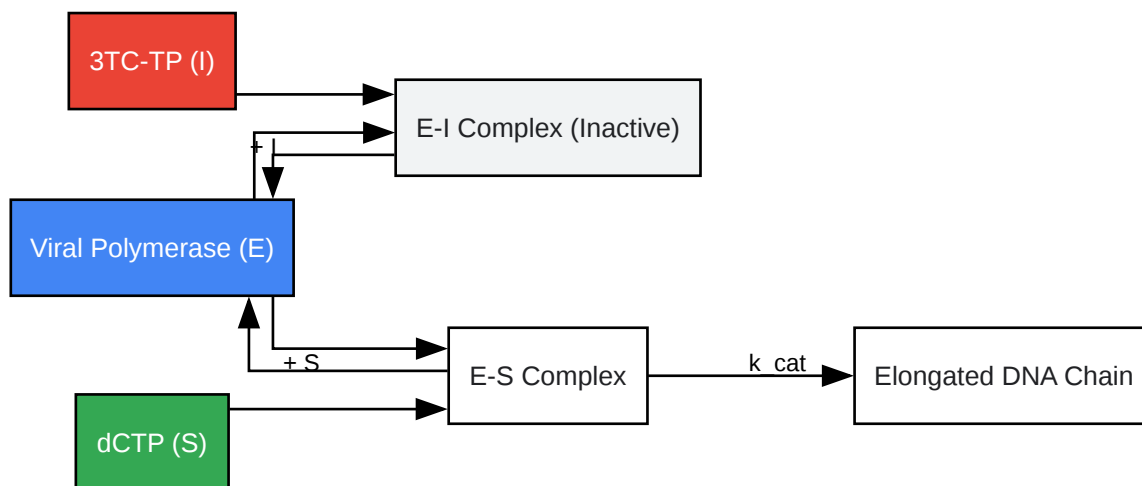 3TC-TP (I)
E-I Complex (Inactive)
+ I
Viral Polymerase (E)
+ S
k_cat
E-S Complex
Elongated DNA Chain
dCTP (S)